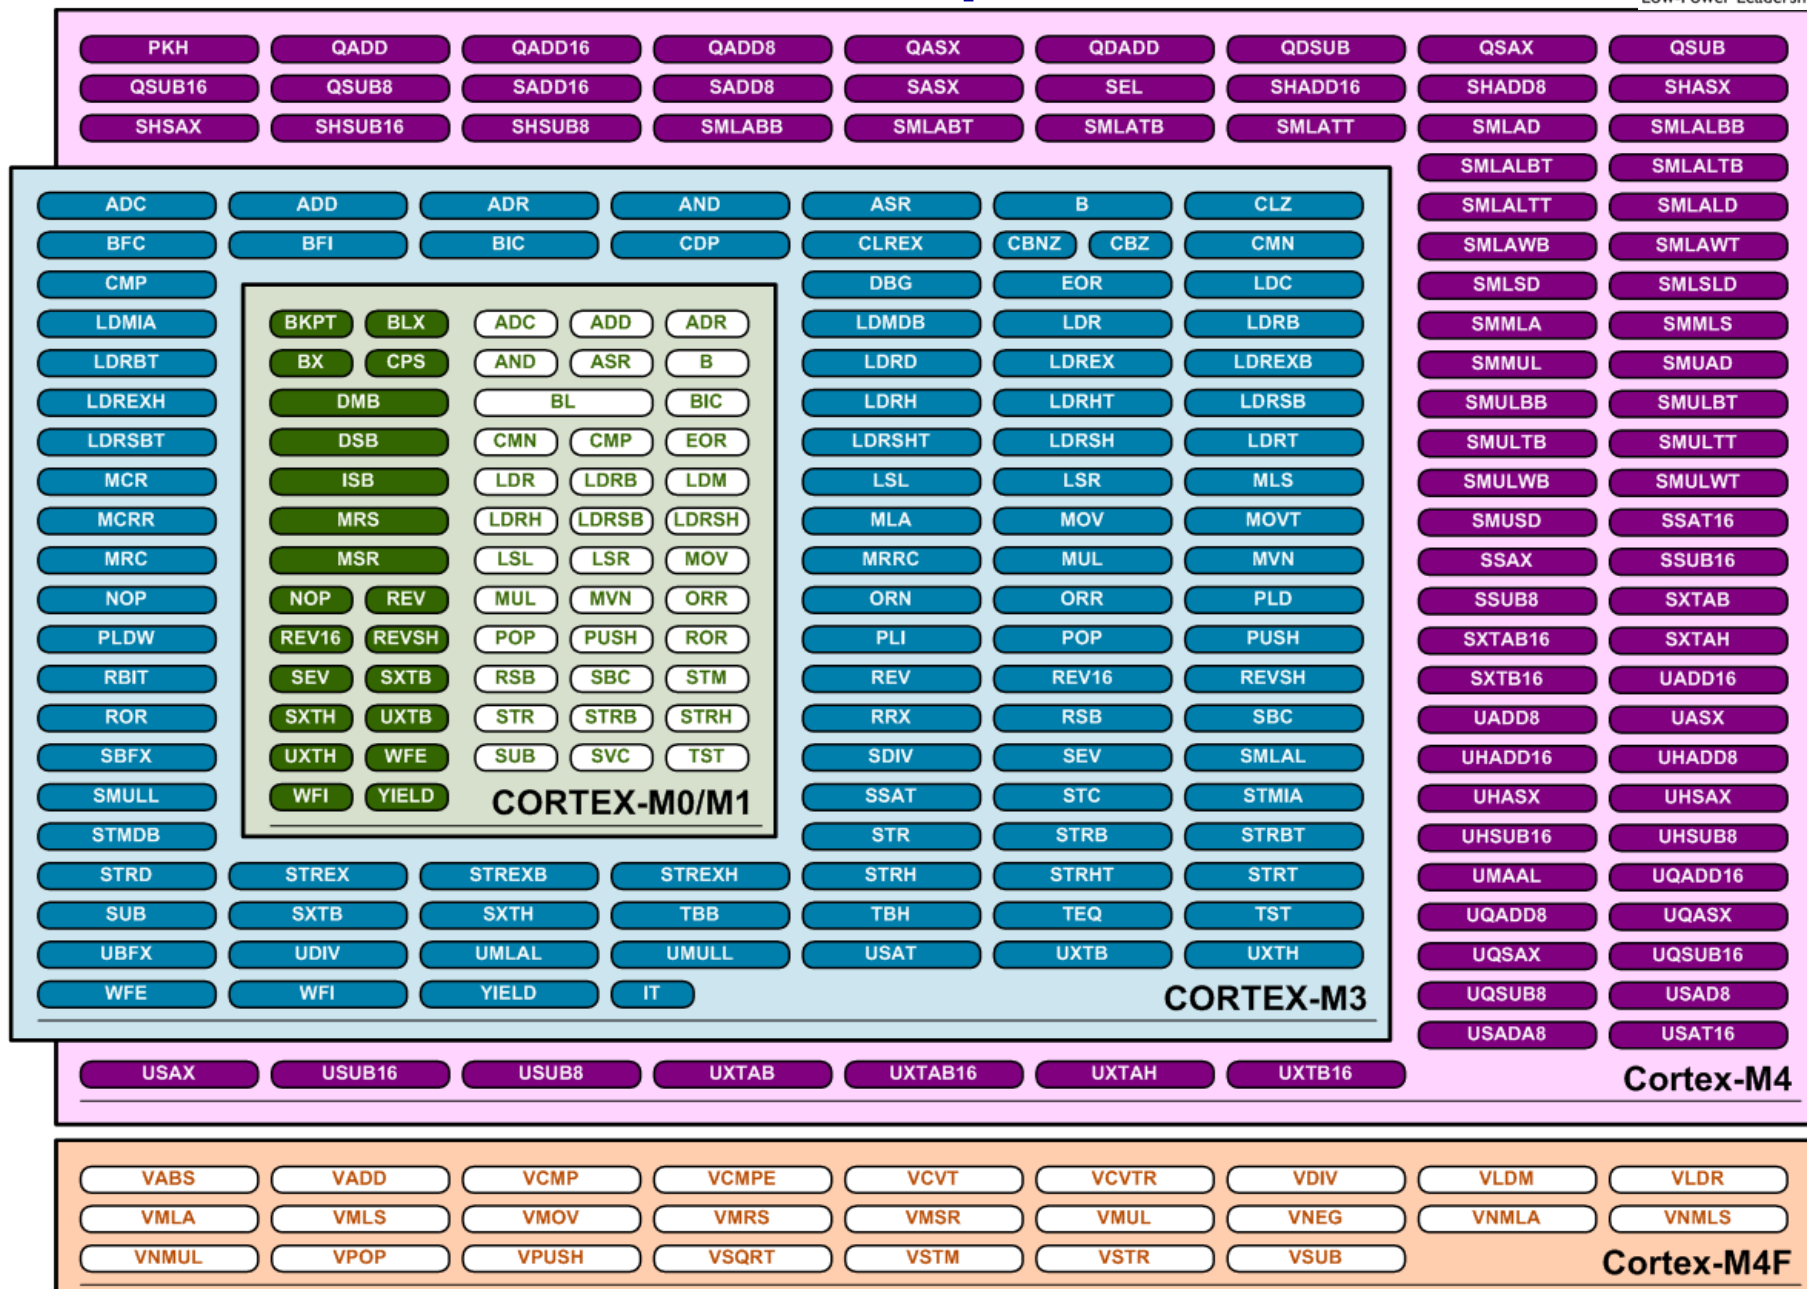 PKH QADD QADD16 QADD8 QASX QDADD QDSUB QSAX QSUB
QSUB16 QSUB8 SADD16 SADD8 SASX SEL SHADD16 SHADD8 SHASX
SHSAX SHSUB16 SHSUB8 SMLABB SMLABT SMLATB SMLATT SMLAD SMLALBB
SMLALBT SMLALTB
ADC ADD ADR AND ASR B CLZ SMLALTT SMLALD
BFC BFI BIC CDP CLREX CBNZ CBZ CMN SMLAWB SMLAWT
CMP DBG EOR LDC SMLSD SMLSLD
LDMIA BKPT BLX ADC ADD ADR LDMDB LDR LDRB SMMLA SMMLS
LDRBT BX CPS AND ASR B LDRD LDREX LDREXB SMMUL SMUAD
LDREXH DMB BL BIC LDRH LDRHT LDRSB SMULBB SMULBT
LDRSBT DSB CMN CMP EOR LDRSHT LDRSH LDRT SMULTB SMULTT
MCR ISB LDR LDRB LDM LSL LSR MLS SMULWB SMULWT
MCRR MRS LDRH LDRSB LDRSH MLA MOV MOVT SMUSD SSAT16
MRC MSR LSL LSR MOV MRRC MUL MVN SSAX SSUB16
NOP NOP REV MUL MVN ORR ORN ORR PLD SSUB8 SXTAB
PLDW REV16 REVSH POP PUSH ROR PLI POP PUSH SXTAB16 SXTAH
RBIT SEV SXTB RSB SBC STM REV REV16 REVSH SXTB16 UADD16
ROR SXTH UXTB STR STRB STRH RRX RSB SBC UADD8 UASX
SBFX UXTH WFE SUB SVC TST SDIV SEV SMLAL UHADD16 UHADD8
SMULL WFI YIELD CORTEX-M0/M1 SSAT STC STMIA UHASX UHSAX
STMDB STR STRB STRBT UHSUB16 UHSUB8
STRD STREX STREXB STREXH STRH STRHT STRT UMAAL UQADD16
SUB SXTB SXTH TBB TBH TEQ TST UQADD8 UQASX
UBFX UDIV UMLAL UMULL USAT UXTB UXTH UQSAX UQSUB16
WFE WFI YIELD IT CORTEX-M3 UQSUB8 USAD8
USADA8 USAT16
USAX USUB16 USUB8 UXTAB UXTAB16 UXTAH UXTB16 Cortex-M4
VABS VADD VCMP VCMPE VCVT VCVTR VDIV VLDM VLDR
VMLA VMLS VMOV VMRS VMSR VMUL VNEG VNMLA VNMLS
VNMUL VPOP VPUSH VSQRT VSTM VSTR VSUB Cortex-M4F